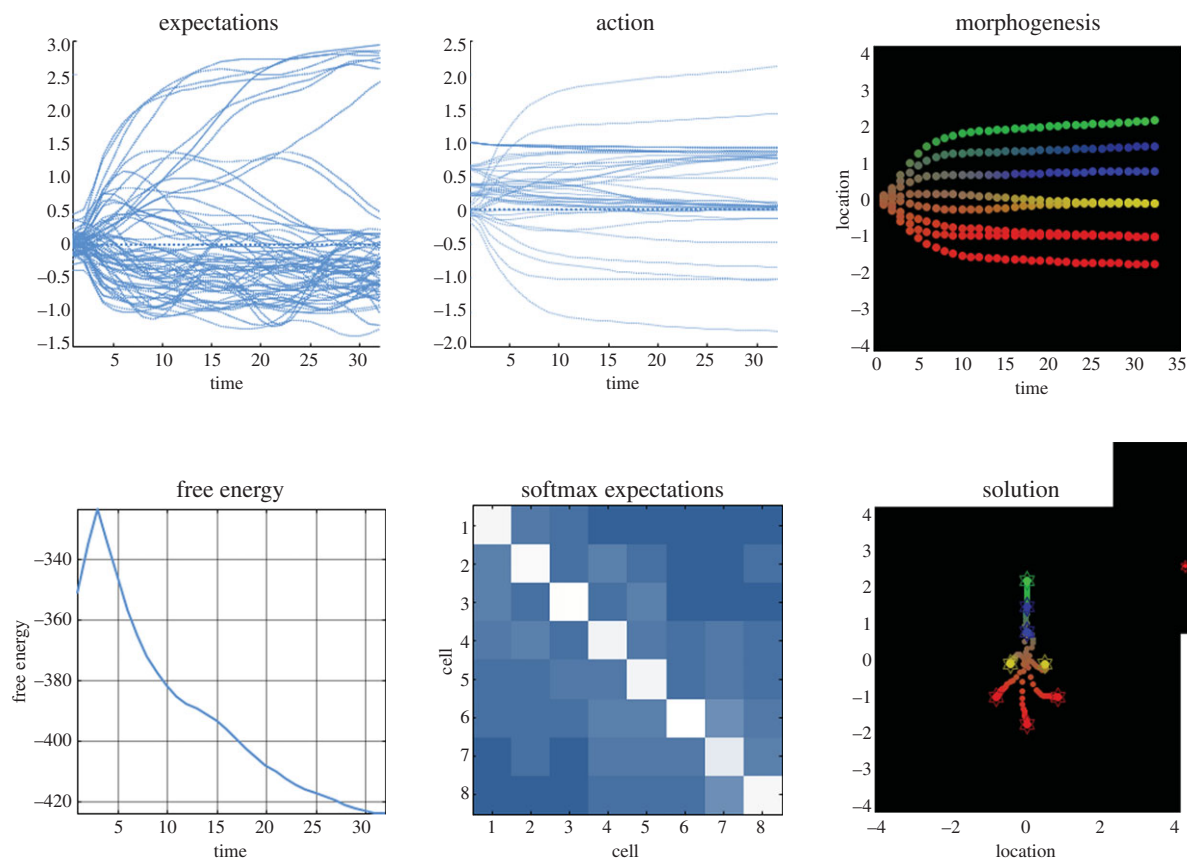 expectations
3.0
2.5
2.0
1.5
1.0
0.5
0
−0.5
−1.0
−1.5
5 10 15 20 25 30
time
action
2.5
2.0
1.5
1.0
0.5
0
−0.5
−1.0
−1.5
−2.0
5 10 15 20 25 30
time
morphogenesis
4
3
2
1
0
−1
−2
−3
−4
location
0 5 10 15 20 25 30 35
time
free energy
−340
−360
−380
−400
−420
free energy
5 10 15 20 25 30
time
softmax expectations
1
2
3
4
5
6
7
8
cell
1 2 3 4 5 6 7 8
cell
solution
4
3
2
1
0
−1
−2
−3
−4
−4 −2 0 2 4
location